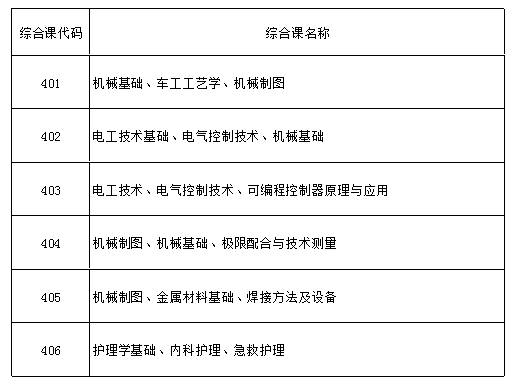 综合课代码 综合课名称
401 机械基础、车工工艺学、机械制图
402 电工技术基础、电气控制技术、机械基础
403 电工技术、电气控制技术、可编程控制器原理与应用
404 机械制图、机械基础、极限配合与技术测量
405 机械制图、金属材料基础、焊接方法及设备
406 护理学基础、内科护理、急救护理